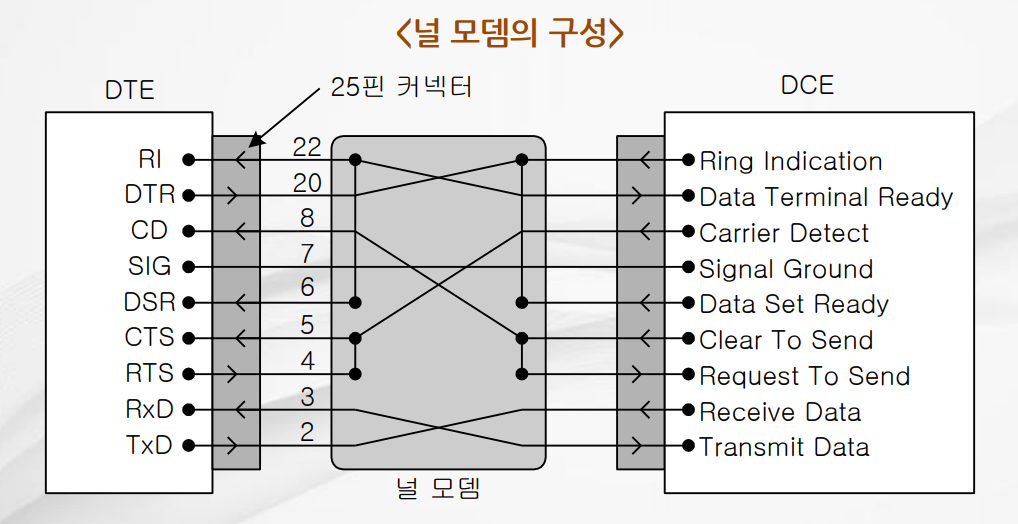 <널 모뎀의 구성>
DTE
25핀 커넥터
DCE
RI 22 Ring Indication
DTR 20 Data Terminal Ready
CD 8 Carrier Detect
SIG 7 Signal Ground
DSR 6 Data Set Ready
CTS 5 Clear To Send
RTS 4 Request To Send
RxD 3 Receive Data
TxD 2 Transmit Data
널 모뎀